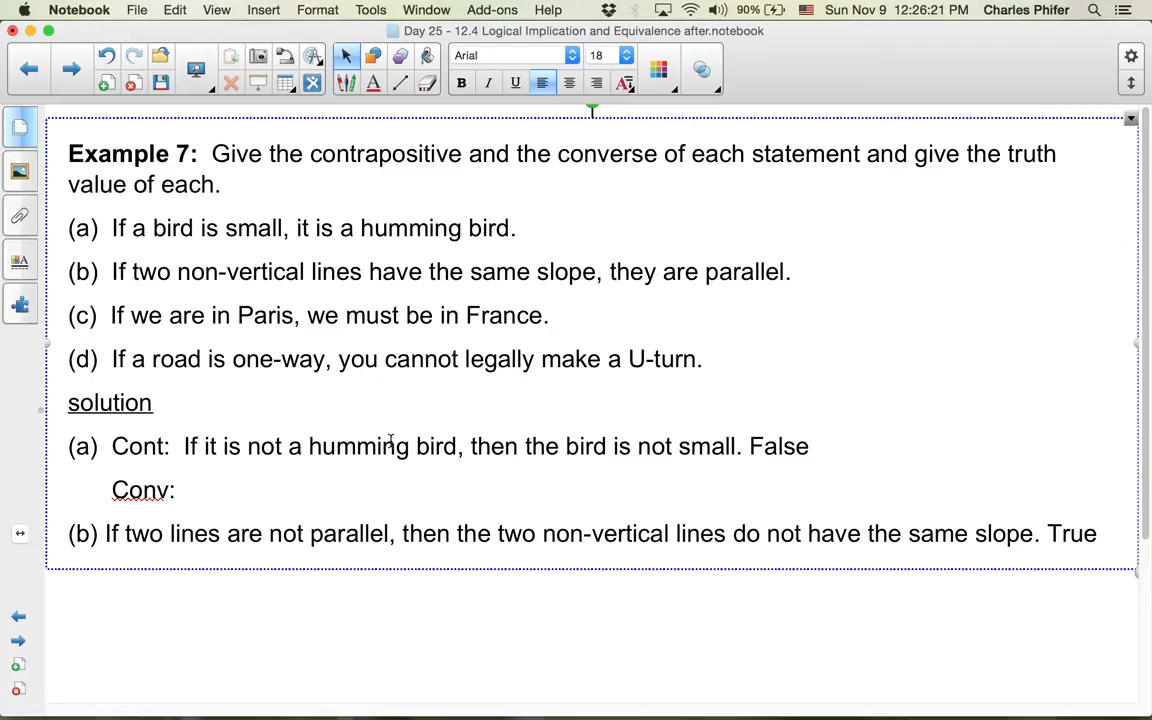 Notebook File Edit View Insert Format Tools Window Add-ons Help 90% Sun Nov 9 12:26:21 PM Charles Phifer
Day 25 - 12.4 Logical Implication and Equivalence after.notebook
Arial 18
B I U A
Example 7: Give the contrapositive and the converse of each statement and give the truth
value of each.
(a) If a bird is small, it is a humming bird.
(b) If two non-vertical lines have the same slope, they are parallel.
(c) If we are in Paris, we must be in France.
(d) If a road is one-way, you cannot legally make a U-turn.
solution
(a) Cont: If it is not a humming bird, then the bird is not small. False
Conv:
(b) If two lines are not parallel, then the two non-vertical lines do not have the same slope. True